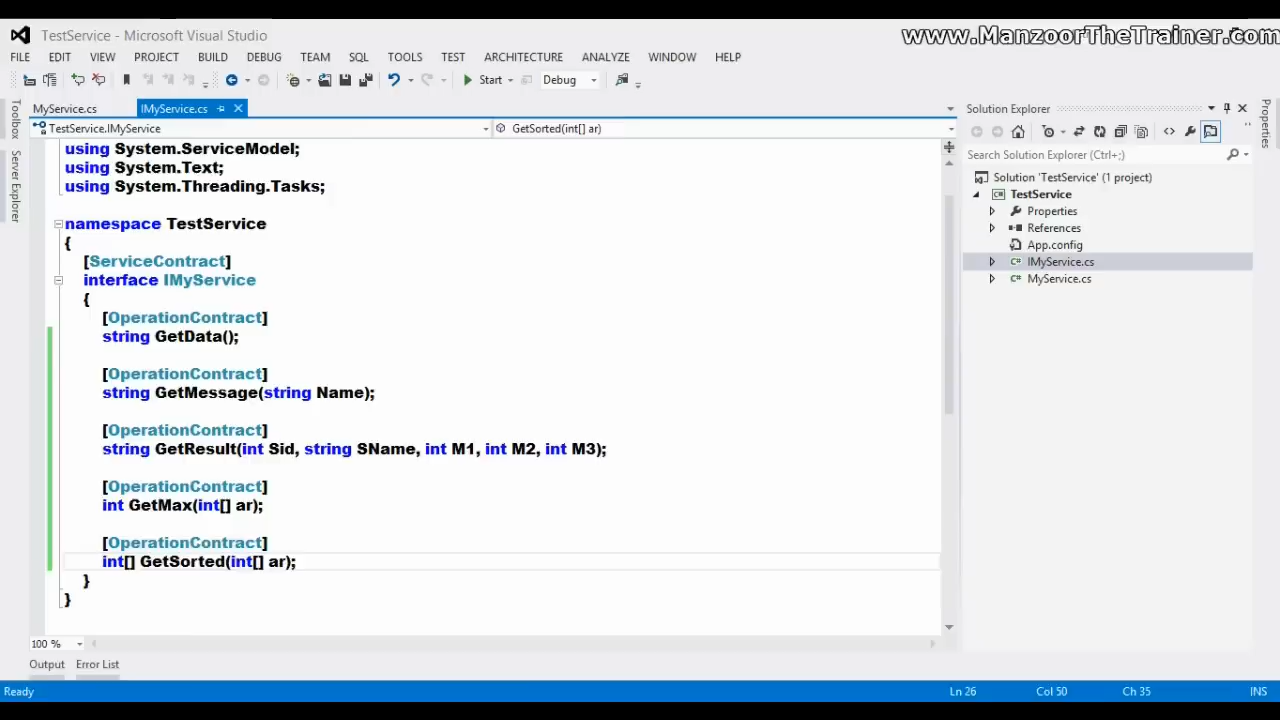 TestService - Microsoft Visual Studio
www.ManzoorTheTrainer.com
FILE EDIT VIEW PROJECT BUILD DEBUG TEAM SQL TOOLS TEST ARCHITECTURE ANALYZE WINDOW HELP
Start Debug
MyService.cs IMyService.cs
TestService.IMyService GetSorted(int[] ar)
using System.ServiceModel;
using System.Text;
using System.Threading.Tasks;
namespace TestService
{
[ServiceContract]
interface IMyService
{
[OperationContract]
string GetData();
[OperationContract]
string GetMessage(string Name);
[OperationContract]
string GetResult(int Sid, string SName, int M1, int M2, int M3);
[OperationContract]
int GetMax(int[] ar);
[OperationContract]
int[] GetSorted(int[] ar);
}
}
100 %
Output Error List
Ready Ln 26 Col 50 Ch 35 INS
Toolbox
Server Explorer
Solution Explorer
Search Solution Explorer (Ctrl+;)
Solution 'TestService' (1 project)
TestService
Properties
References
App.config
IMyService.cs
MyService.cs
Properties